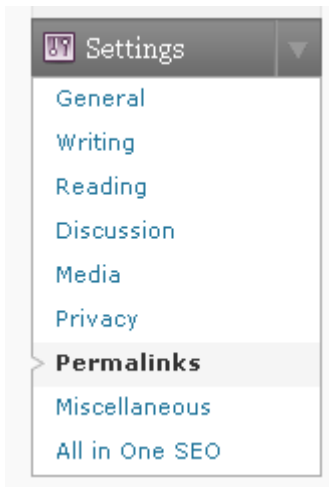 Settings
General
Writing
Reading
Discussion
Media
Privacy
Permalinks
Miscellaneous
All in One SEO